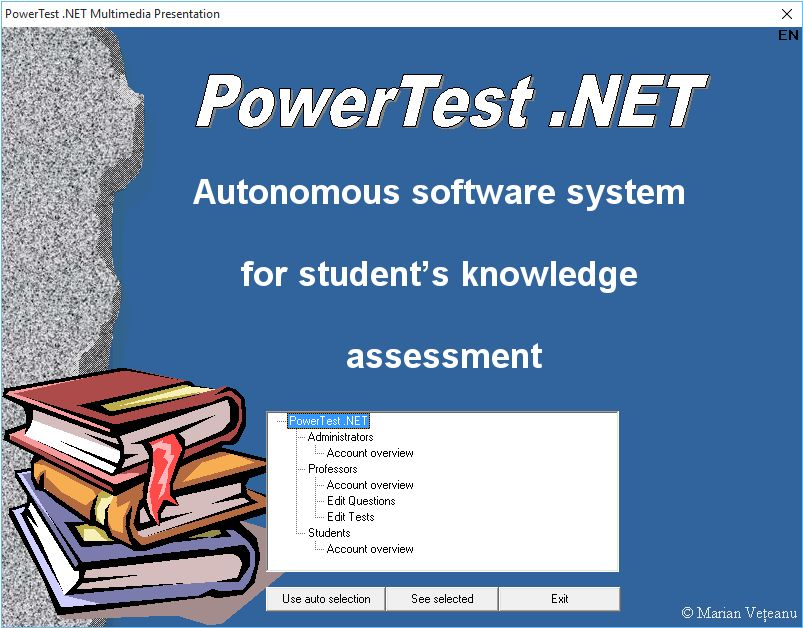 PowerTest .NET Multimedia Presentation
EN
PowerTest .NET
Autonomous software system
for student’s knowledge
assessment
PowerTest .NET
Administrators
Account overview
Professors
Account overview
Edit Questions
Edit Tests
Students
Account overview
Use auto selection See selected Exit
© Marian Veţeanu